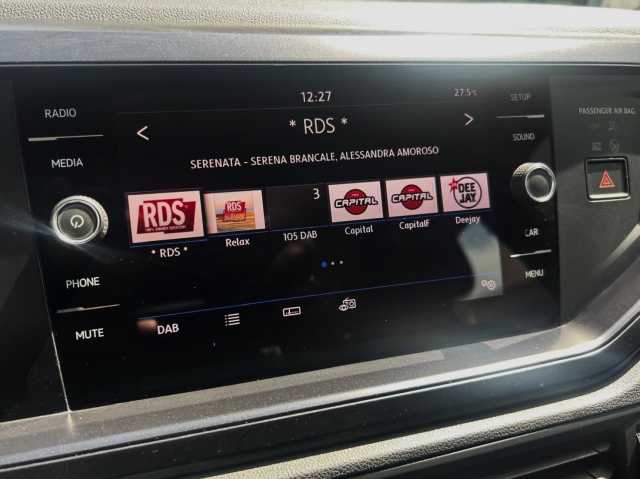 RADIO
MEDIA
PHONE
MUTE
12:27
27.5°C
* RDS *
SERENATA - SERENA BRANCALE, ALESSANDRA AMOROSO
RDS
* RDS *
RDS
Relax
3
105 DAB
CAPITAL
Capital
CAPITAL
CapitalF
DEE
JAY
Deejay
DAB
SETUP
SOUND
CAR
MENU
PASSENGER AIR BAG